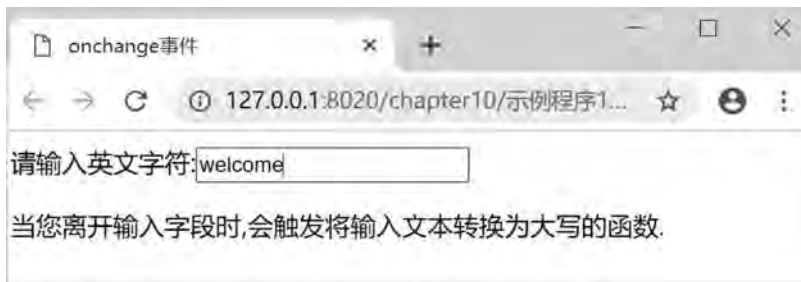 onchange事件
127.0.0.1:8020/chapter10/示例程序1...
请输入英文字符:welcome
当您离开输入字段时,会触发将输入文本转换为大写的函数.